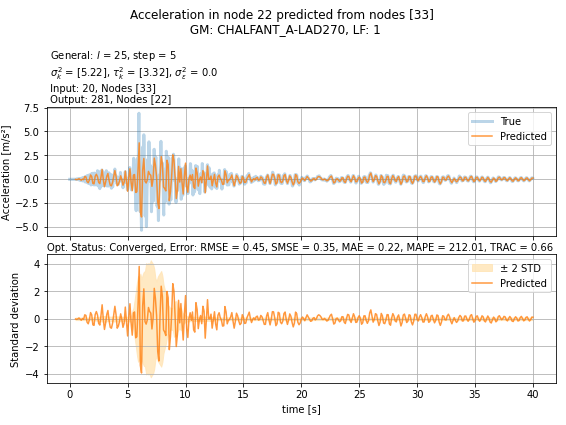 Acceleration in node 22 predicted from nodes [33]
GM: CHALFANT_A-LAD270, LF: 1
General: l = 25, step = 5
σ²ₖ = [5.22], τ²ₖ = [3.32], σ²ε = 0.0
Input: 20, Nodes [33]
Output: 281, Nodes [22]
7.5
5.0
2.5
0.0
−2.5
−5.0
Acceleration [m/s²]
True
Predicted
Opt. Status: Converged, Error: RMSE = 0.45, SMSE = 0.35, MAE = 0.22, MAPE = 212.01, TRAC = 0.66
4
2
0
−2
−4
Standard deviation
± 2 STD
Predicted
0 5 10 15 20 25 30 35 40
time [s]